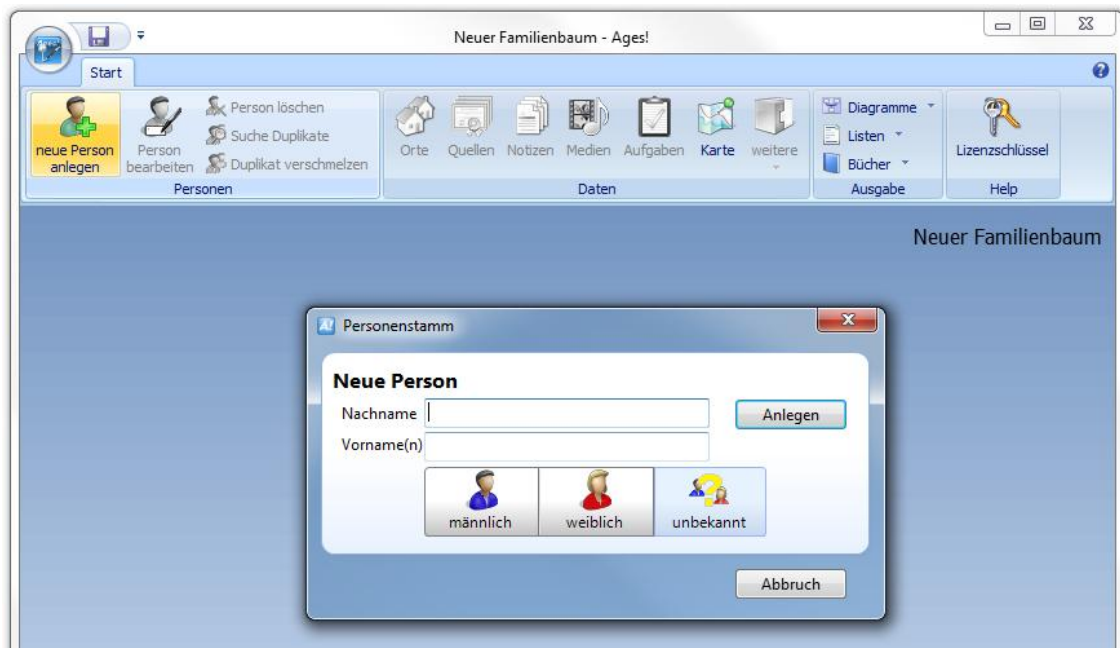 Neuer Familienbaum - Ages!
Start
neue Person anlegen
Person bearbeiten
Person löschen
Suche Duplikate
Duplikat verschmelzen
Personen
Orte
Quellen
Notizen
Medien
Aufgaben
Karte
weitere
Daten
Diagramme
Listen
Bücher
Ausgabe
Lizenzschlüssel
Help
Neuer Familienbaum
Personenstamm
Neue Person
Nachname
Anlegen
Vorname(n)
männlich
weiblich
unbekannt
Abbruch